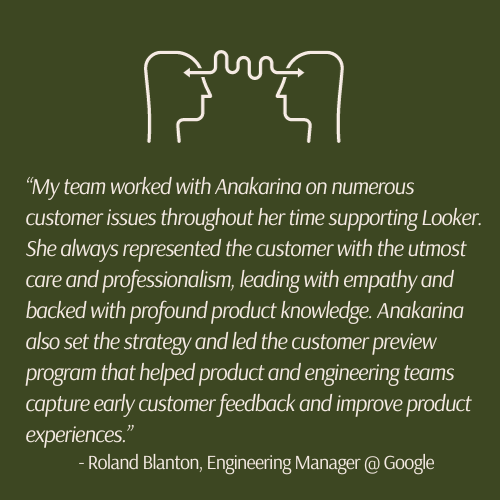 “My team worked with Anakarina on numerous
customer issues throughout her time supporting Looker.
She always represented the customer with the utmost
care and professionalism, leading with empathy and
backed with profound product knowledge. Anakarina
also set the strategy and led the customer preview
program that helped product and engineering teams
capture early customer feedback and improve product
experiences.”
- Roland Blanton, Engineering Manager @ Google